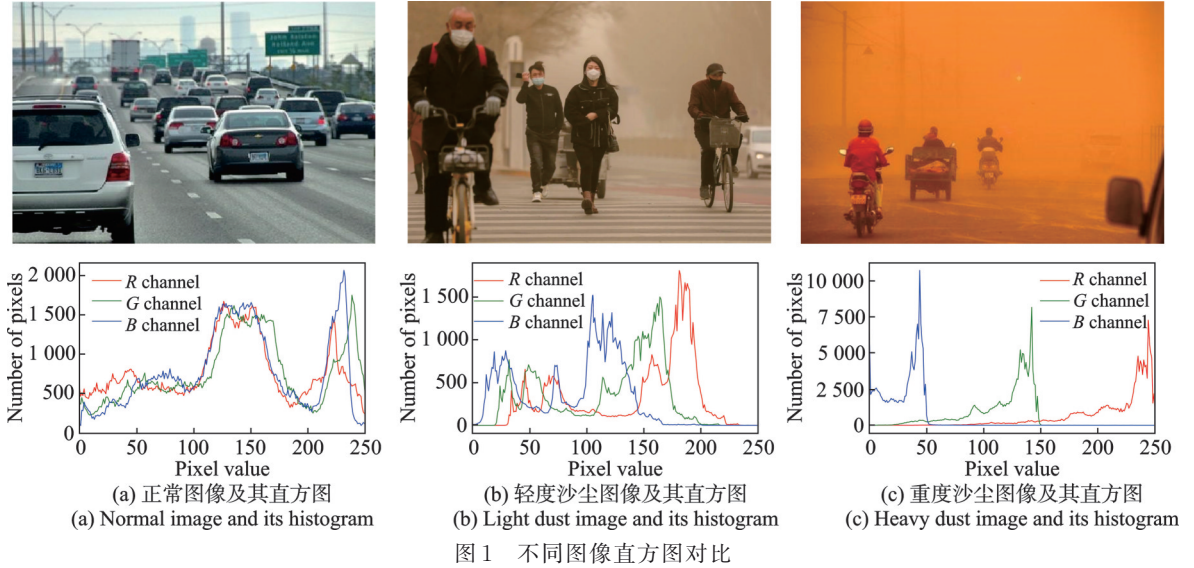 2 000
1 500
1 000
500
0
0 50 100 150 200 250
Number of pixels
Pixel value
R channel
G channel
B channel
(a) 正常图像及其直方图
(a) Normal image and its histogram
1 500
1 000
500
0
0 50 100 150 200 250
Number of pixels
Pixel value
R channel
G channel
B channel
(b) 轻度沙尘图像及其直方图
(b) Light dust image and its histogram
10 000
7 500
5 000
2 500
0
0 50 100 150 200 250
Number of pixels
Pixel value
R channel
G channel
B channel
(c) 重度沙尘图像及其直方图
(c) Heavy dust image and its histogram
图1 不同图像直方图对比